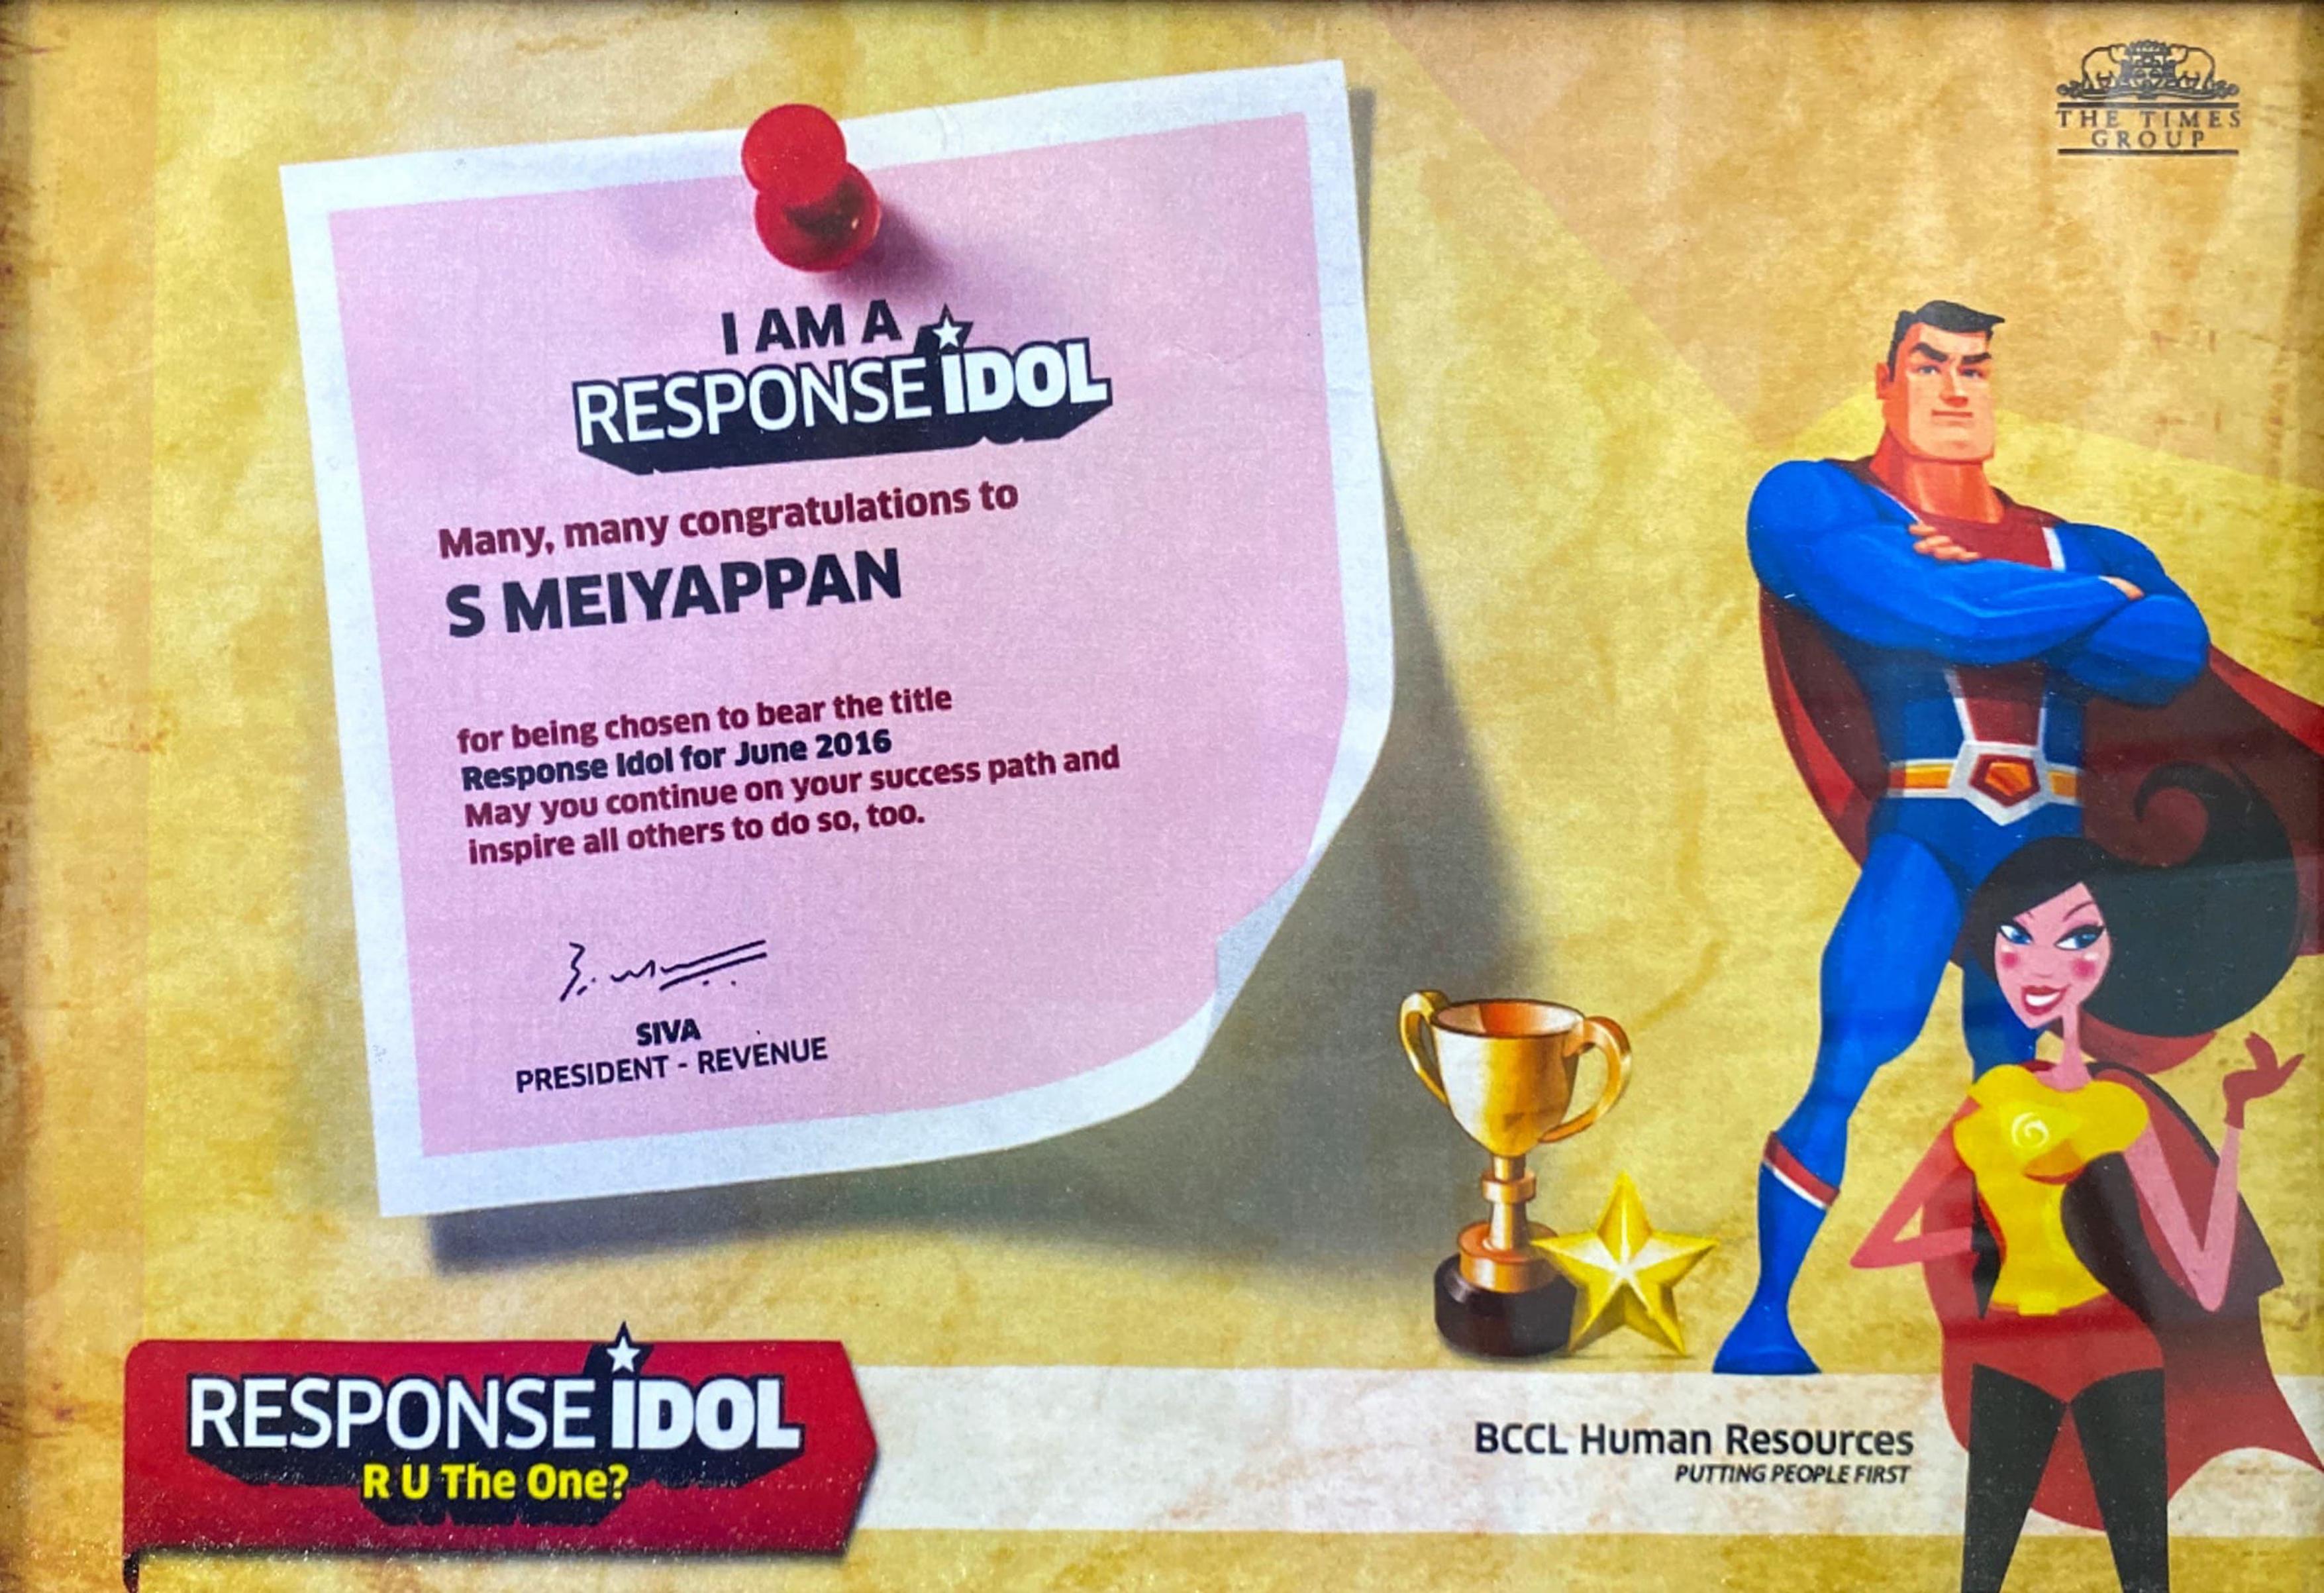 THE TIMES
GROUP
I AM A
RESPONSE IDOL
Many, many congratulations to
S MEIYAPPAN
for being chosen to bear the title
Response Idol for June 2016
May you continue on your success path and
inspire all others to do so, too.
SIVA
PRESIDENT - REVENUE
RESPONSE IDOL
R U The One?
BCCL Human Resources
PUTTING PEOPLE FIRST